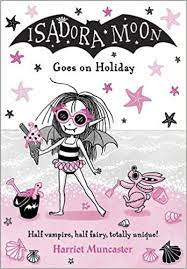 ISADORA MOON
Goes on Holiday
Half vampire, half fairy, totally unique!
Harriet Muncaster